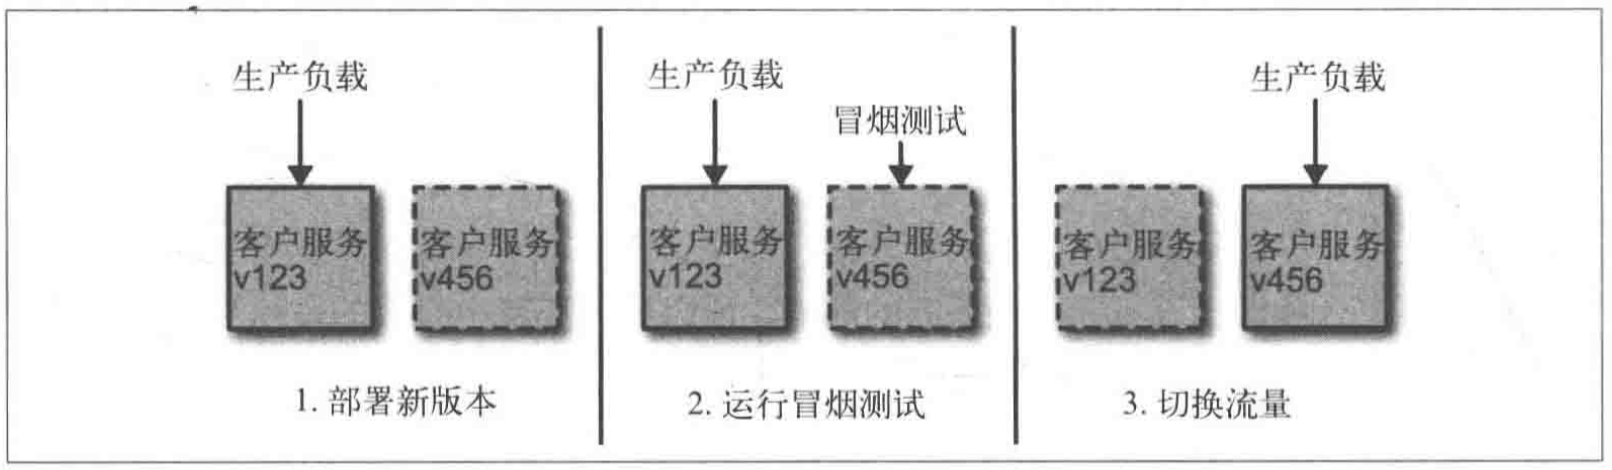 生产负载
客户服务
v123
客户服务
v456
1. 部署新版本
生产负载
冒烟测试
客户服务
v123
客户服务
v456
2. 运行冒烟测试
生产负载
客户服务
v123
客户服务
v456
3. 切换流量